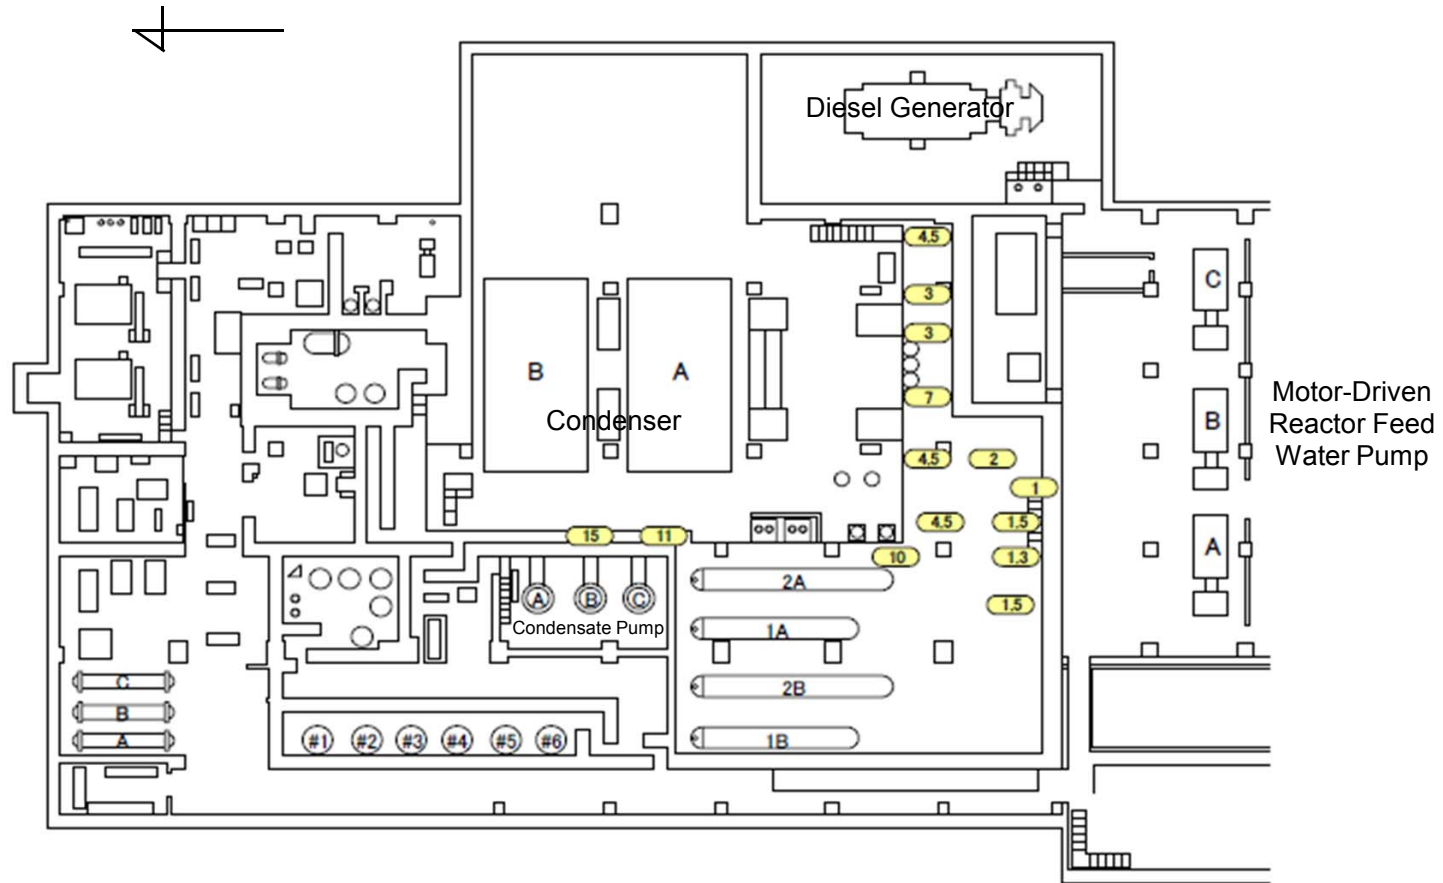 Diesel Generator
4.5
3
3
7
4.5
2
1
4.5
1.5
15
11
10
1.3
1.5
C
B
A
Motor-Driven
Reactor Feed
Water Pump
B
A
Condenser
A
B
C
Condensate Pump
2A
1A
2B
1B
C
B
A
#1
#2
#3
#4
#5
#6